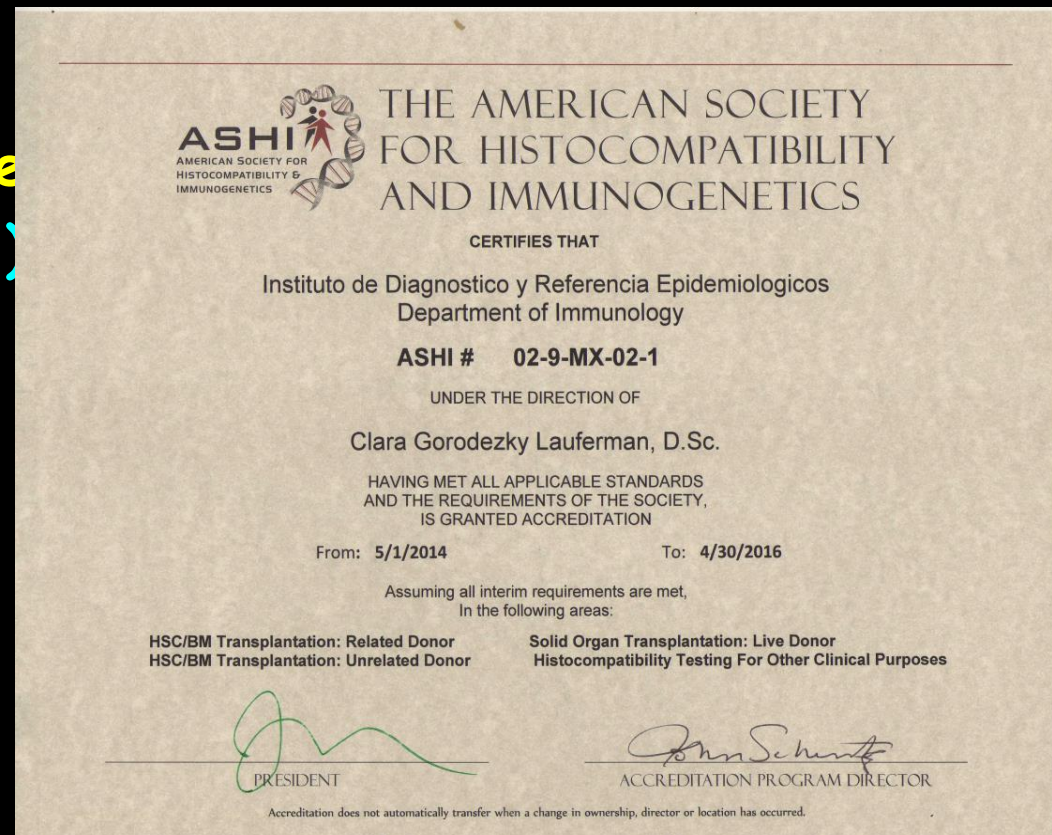 ASHI
AMERICAN SOCIETY FOR
HISTOCOMPATIBILITY &
IMMUNOGENETICS
THE AMERICAN SOCIETY
FOR HISTOCOMPATIBILITY
AND IMMUNOGENETICS
CERTIFIES THAT
Instituto de Diagnostico y Referencia Epidemiologicos
Department of Immunology
ASHI # 02-9-MX-02-1
UNDER THE DIRECTION OF
Clara Gorodezky Lauferman, D.Sc.
HAVING MET ALL APPLICABLE STANDARDS
AND THE REQUIREMENTS OF THE SOCIETY,
IS GRANTED ACCREDITATION
From: 5/1/2014 To: 4/30/2016
Assuming all interim requirements are met,
In the following areas:
HSC/BM Transplantation: Related Donor Solid Organ Transplantation: Live Donor
HSC/BM Transplantation: Unrelated Donor Histocompatibility Testing For Other Clinical Purposes
PRESIDENT ACCREDITATION PROGRAM DIRECTOR
Accreditation does not automatically transfer when a change in ownership, director or location has occurred.